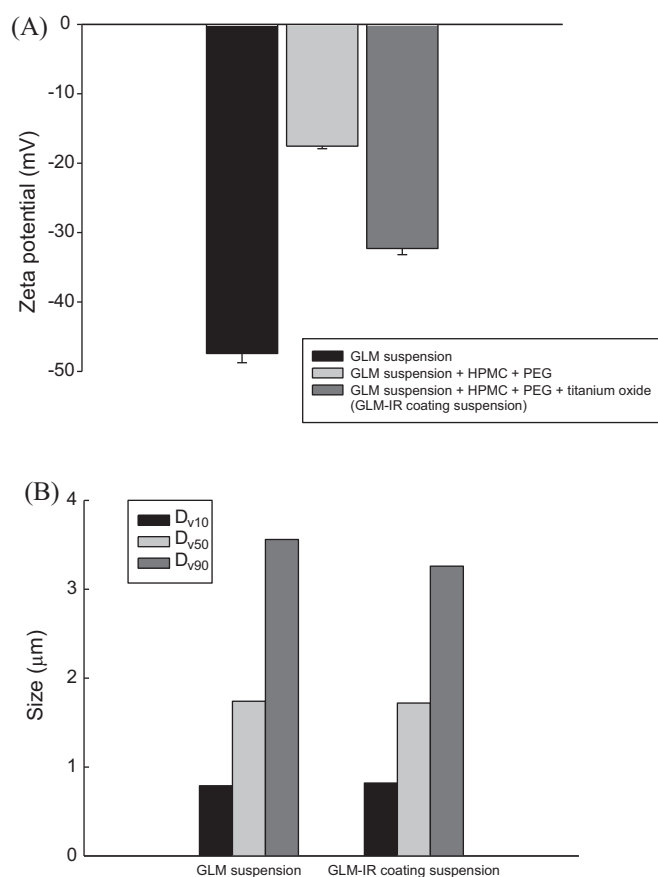 (A)
0
-10
-20
-30
-40
-50
Zeta potential (mV)
GLM suspension
GLM suspension + HPMC + PEG
GLM suspension + HPMC + PEG + titanium oxide
(GLM-IR coating suspension)
(B)
4
3
2
1
0
Size (μm)
Dv10
Dv50
Dv90
GLM suspension
GLM-IR coating suspension